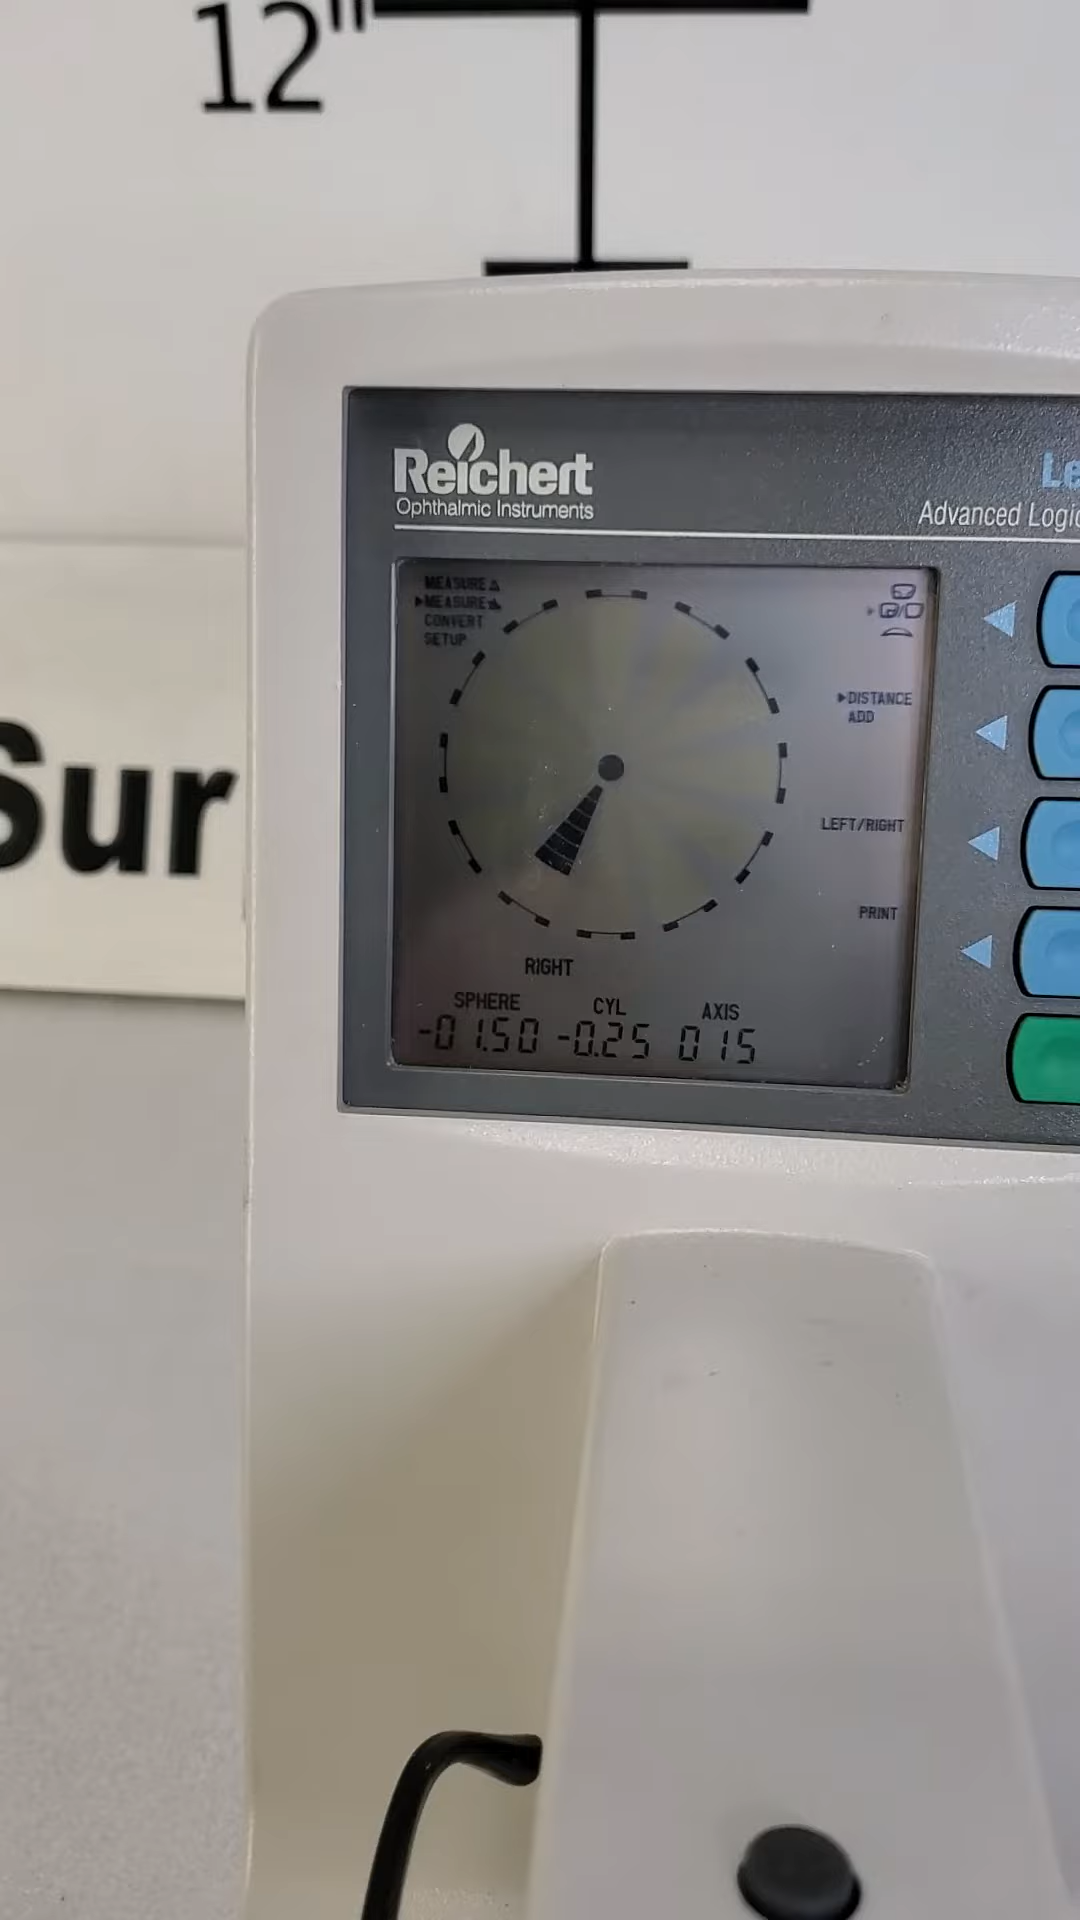 12"
Sur
Reichert
Ophthalmic Instruments
Le
Advanced Logic
MEASURE
MEASURE
CONVERT
SETUP
DISTANCE
ADD
LEFT/RIGHT
PRINT
RIGHT
SPHERE CYL AXIS
-01.50 -0.25 015